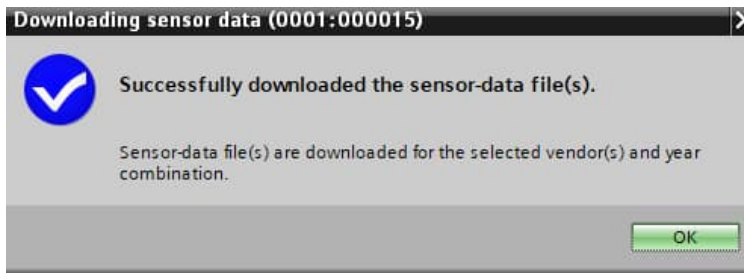 Downloading sensor data (0001:000015)
Successfully downloaded the sensor-data file(s).
Sensor-data file(s) are downloaded for the selected vendor(s) and year
combination.
OK